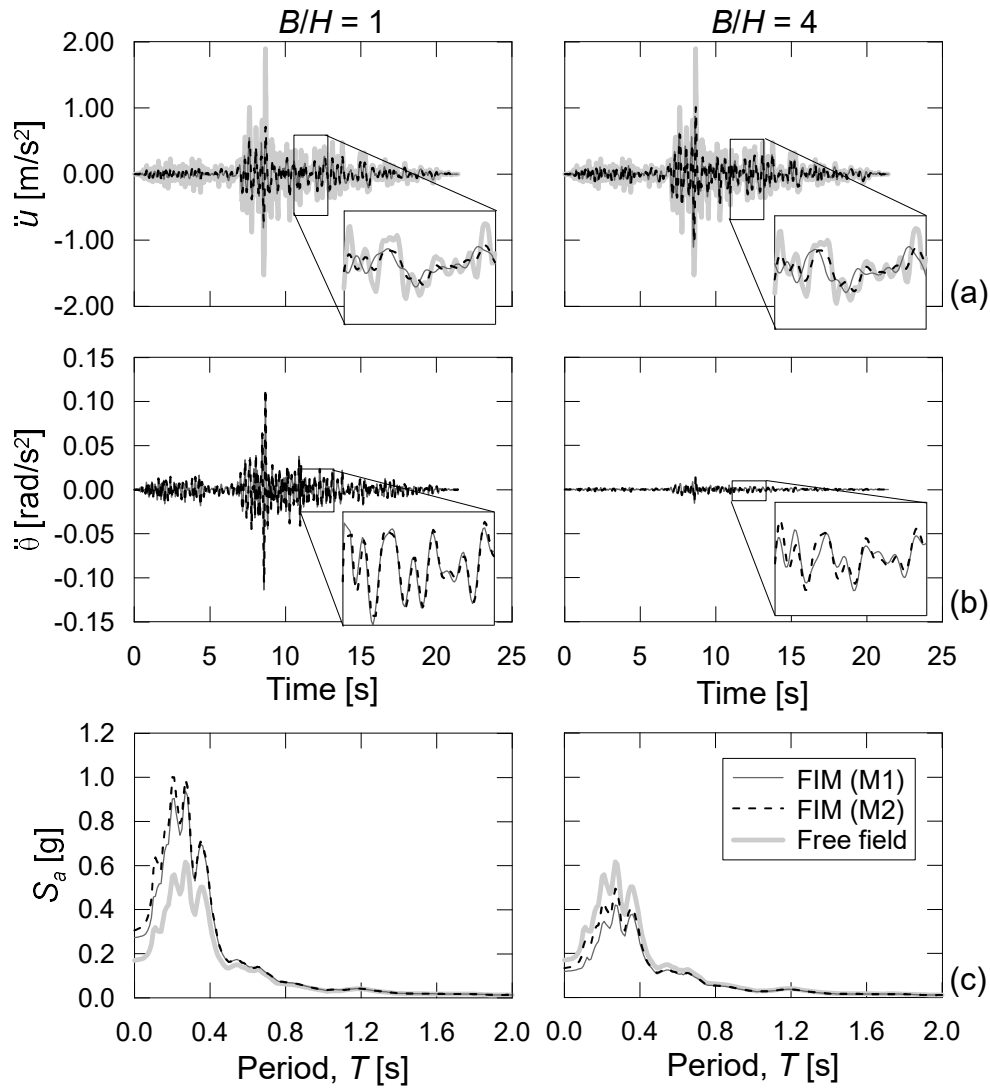 B/H = 1
B/H = 4
ü [m/s²]
2.00
1.00
0.00
-1.00
-2.00
(a)
θ̈ [rad/s²]
0.15
0.10
0.05
0.00
-0.05
-0.10
-0.15
(b)
0 5 10 15 20 25
0 5 10 15 20 25
Time [s]
Time [s]
Sa [g]
1.2
1.0
0.8
0.6
0.4
0.2
0.0
FIM (M1)
FIM (M2)
Free field
(c)
0.0 0.4 0.8 1.2 1.6 2.0
0.0 0.4 0.8 1.2 1.6 2.0
Period, T [s]
Period, T [s]